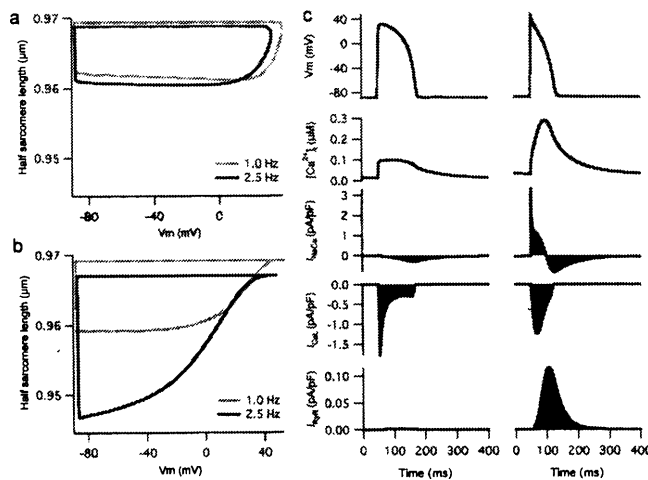 a
Half sarcomere length (µm)
0.97
0.96
0.95
-80
-40
0
Vm (mV)
1.0 Hz
2.5 Hz
b
Half sarcomere length (µm)
0.97
0.96
0.95
-80
-40
0
40
Vm (mV)
1.0 Hz
2.5 Hz
c
Vm (mV)
40
0
-40
-80
[Ca²⁺]ᵢ (µM)
0.3
0.2
0.1
0.0
I_NaCa (pA/pF)
3
2
1
0
I_CaL (pA/pF)
0.0
-0.5
-1.0
-1.5
(pA/pF)
0.10
0.05
0.00
0 100 200 300 400
0 100 200 300 400
Time (ms)
Time (ms)